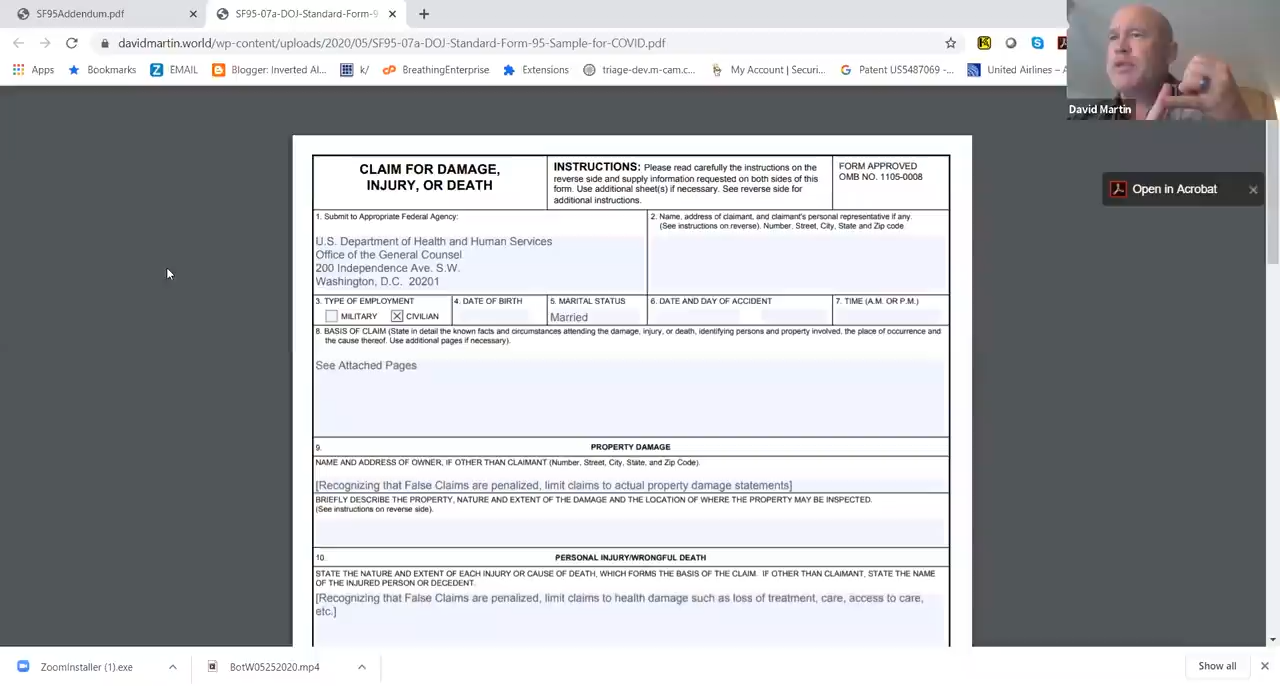 SF95Addendum.pdf
SF95-07a-DOJ-Standard-Form-9
davidmartin.world/wp-content/uploads/2020/05/SF95-07a-DOJ-Standard-Form-95-Sample-for-COVID.pdf
Apps Bookmarks EMAIL Blogger: Inverted Al... k/ BreathingEnterprise Extensions triage-dev.m-cam.c... My Account | Securi... Patent US5487069 -... United Airlines – A
David Martin
Open in Acrobat
CLAIM FOR DAMAGE,
INJURY, OR DEATH
INSTRUCTIONS: Please read carefully the instructions on the
reverse side and supply information requested on both sides of this
form. Use additional sheet(s) if necessary. See reverse side for
additional instructions.
FORM APPROVED
OMB NO. 1105-0008
1. Submit to Appropriate Federal Agency:
U.S. Department of Health and Human Services
Office of the General Counsel
200 Independence Ave. S.W.
Washington, D.C. 20201
2. Name, address of claimant, and claimant's personal representative if any.
(See instructions on reverse). Number, Street, City, State and Zip code
3. TYPE OF EMPLOYMENT
MILITARY X CIVILIAN
4. DATE OF BIRTH
5. MARITAL STATUS
Married
6. DATE AND DAY OF ACCIDENT
7. TIME (A.M. OR P.M.)
8. BASIS OF CLAIM (State in detail the known facts and circumstances attending the damage, injury, or death, identifying persons and property involved, the place of occurrence and
the cause thereof. Use additional pages if necessary).
See Attached Pages
9. PROPERTY DAMAGE
NAME AND ADDRESS OF OWNER, IF OTHER THAN CLAIMANT (Number, Street, City, State, and Zip Code).
[Recognizing that False Claims are penalized, limit claims to actual property damage statements]
BRIEFLY DESCRIBE THE PROPERTY, NATURE AND EXTENT OF THE DAMAGE AND THE LOCATION OF WHERE THE PROPERTY MAY BE INSPECTED.
(See instructions on reverse side).
10. PERSONAL INJURY/WRONGFUL DEATH
STATE THE NATURE AND EXTENT OF EACH INJURY OR CAUSE OF DEATH, WHICH FORMS THE BASIS OF THE CLAIM. IF OTHER THAN CLAIMANT, STATE THE NAME
OF THE INJURED PERSON OR DECEDENT.
[Recognizing that False Claims are penalized, limit claims to health damage such as loss of treatment, care, access to care,
etc.]
ZoomInstaller (1).exe
BotW05252020.mp4
Show all